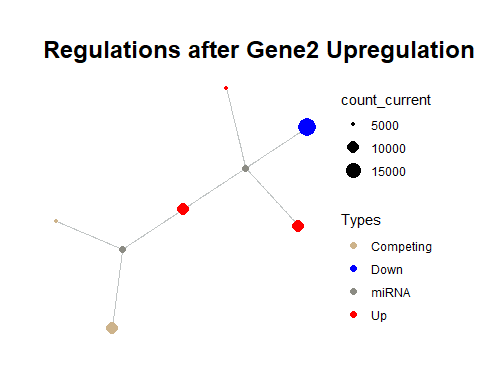 Regulations after Gene2 Upregulation
count_current
5000
10000
15000
Types
Competing
Down
miRNA
Up